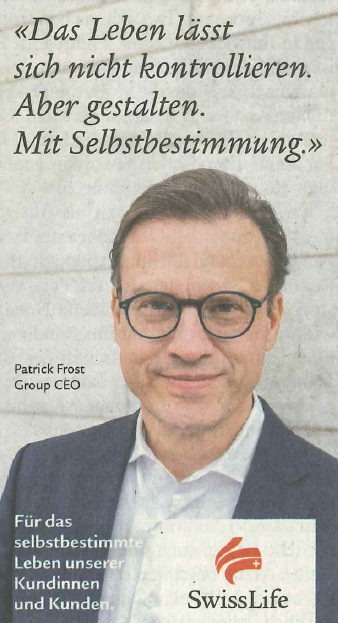 «Das Leben lässt
sich nicht kontrollieren.
Aber gestalten.
Mit Selbstbestimmung.»
Patrick Frost
Group CEO
Für das
selbstbestimmte
Leben unserer
Kundinnen
und Kunden.
SwissLife